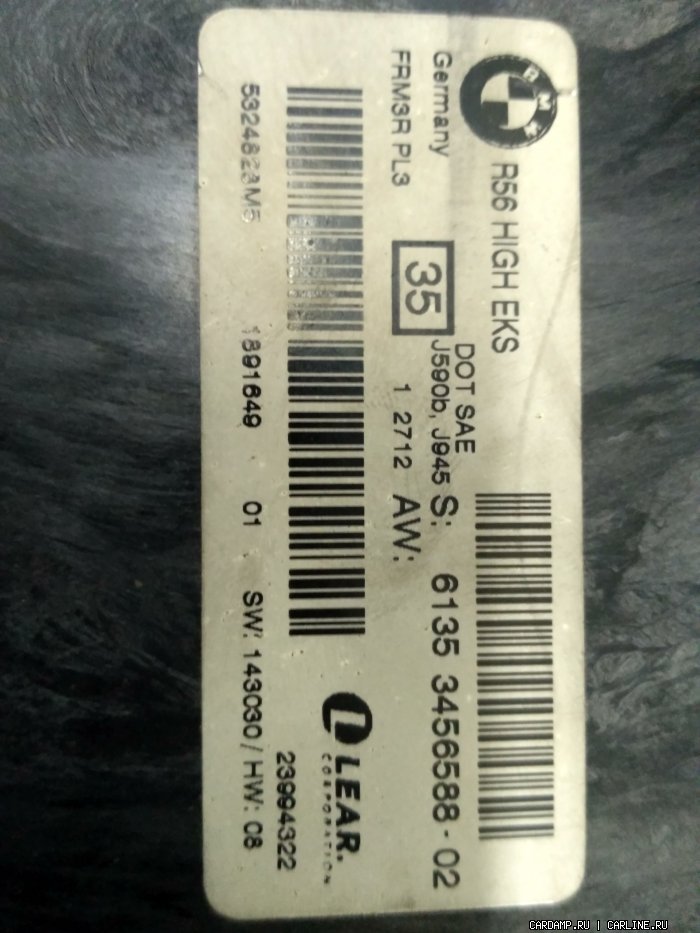 BMW
R56 HIGH EKS
DOT SAE
J590b, J945
S: 6135 3456588-02
Germany
FRM3R PL3
35
1 2712 AW:
LEAR.
CORPORATION
23994322
1891649 01 SW: 143030 / HW: 08
CARDAMP.RU | CARLINE.RU